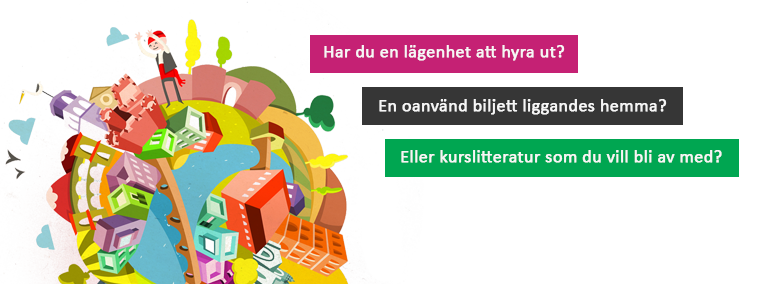 Har du en lägenhet att hyra ut?
En oanvänd biljett liggandes hemma?
Eller kurslitteratur som du vill bli av med?